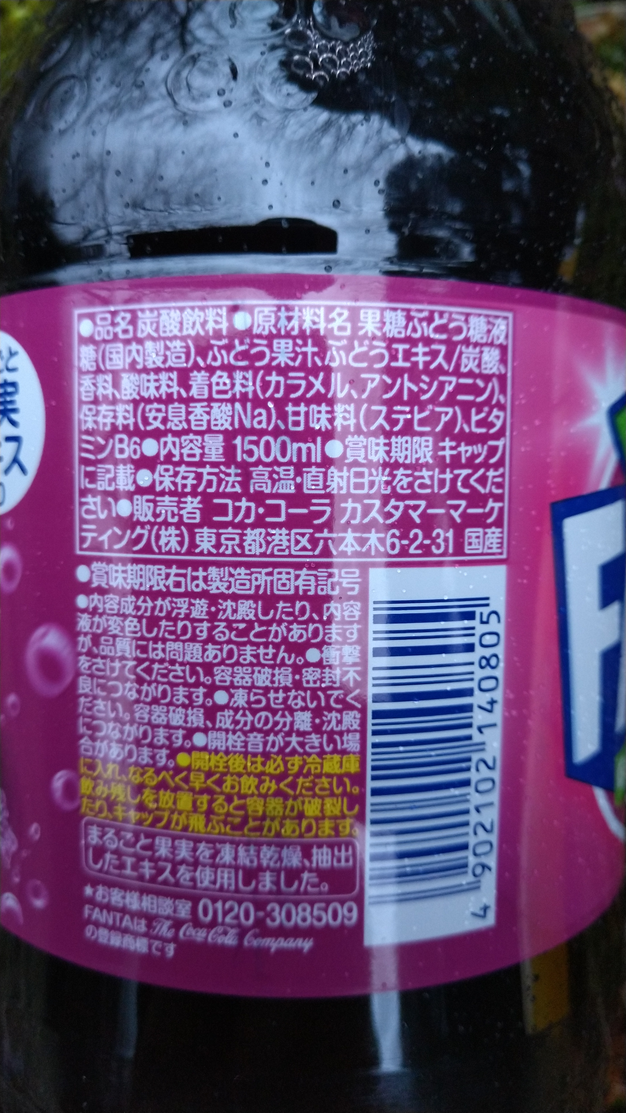 ●品名 炭酸飲料 ●原材料名 果糖ぶどう糖液
糖(国内製造)、ぶどう果汁、ぶどうエキス/炭酸、
香料、酸味料、着色料(カラメル、アントシアニン)、
保存料(安息香酸Na)、甘味料(ステビア)、ビタ
ミンB6●内容量 1500ml●賞味期限 キャップ
に記載●保存方法 高温・直射日光をさけてくだ
さい●販売者 コカ・コーラ カスタマーマーケ
ティング(株) 東京都港区六本木6-2-31 国産
●賞味期限右は製造所固有記号
●内容成分が浮遊・沈殿したり、内容
液が変色したりすることがあります
が、品質には問題ありません。●衝撃
をさけてください。容器破損・密封不
良につながります。●凍らせないでく
ださい。容器破損、成分の分離・沈殿
につながります。●開栓音が大きい場
合があります。●開栓後は必ず冷蔵庫
に入れ、なるべく早くお飲みください。
飲み残しを放置すると容器が破裂し
たり、キャップが飛ぶことがあります。
まるごと果実を凍結乾燥、抽出
したエキスを使用しました。
★お客様相談室 0120-308509
FANTAは The Coca-Cola Company
の登録商標です
4 902102 140805
と
実
ス
FA